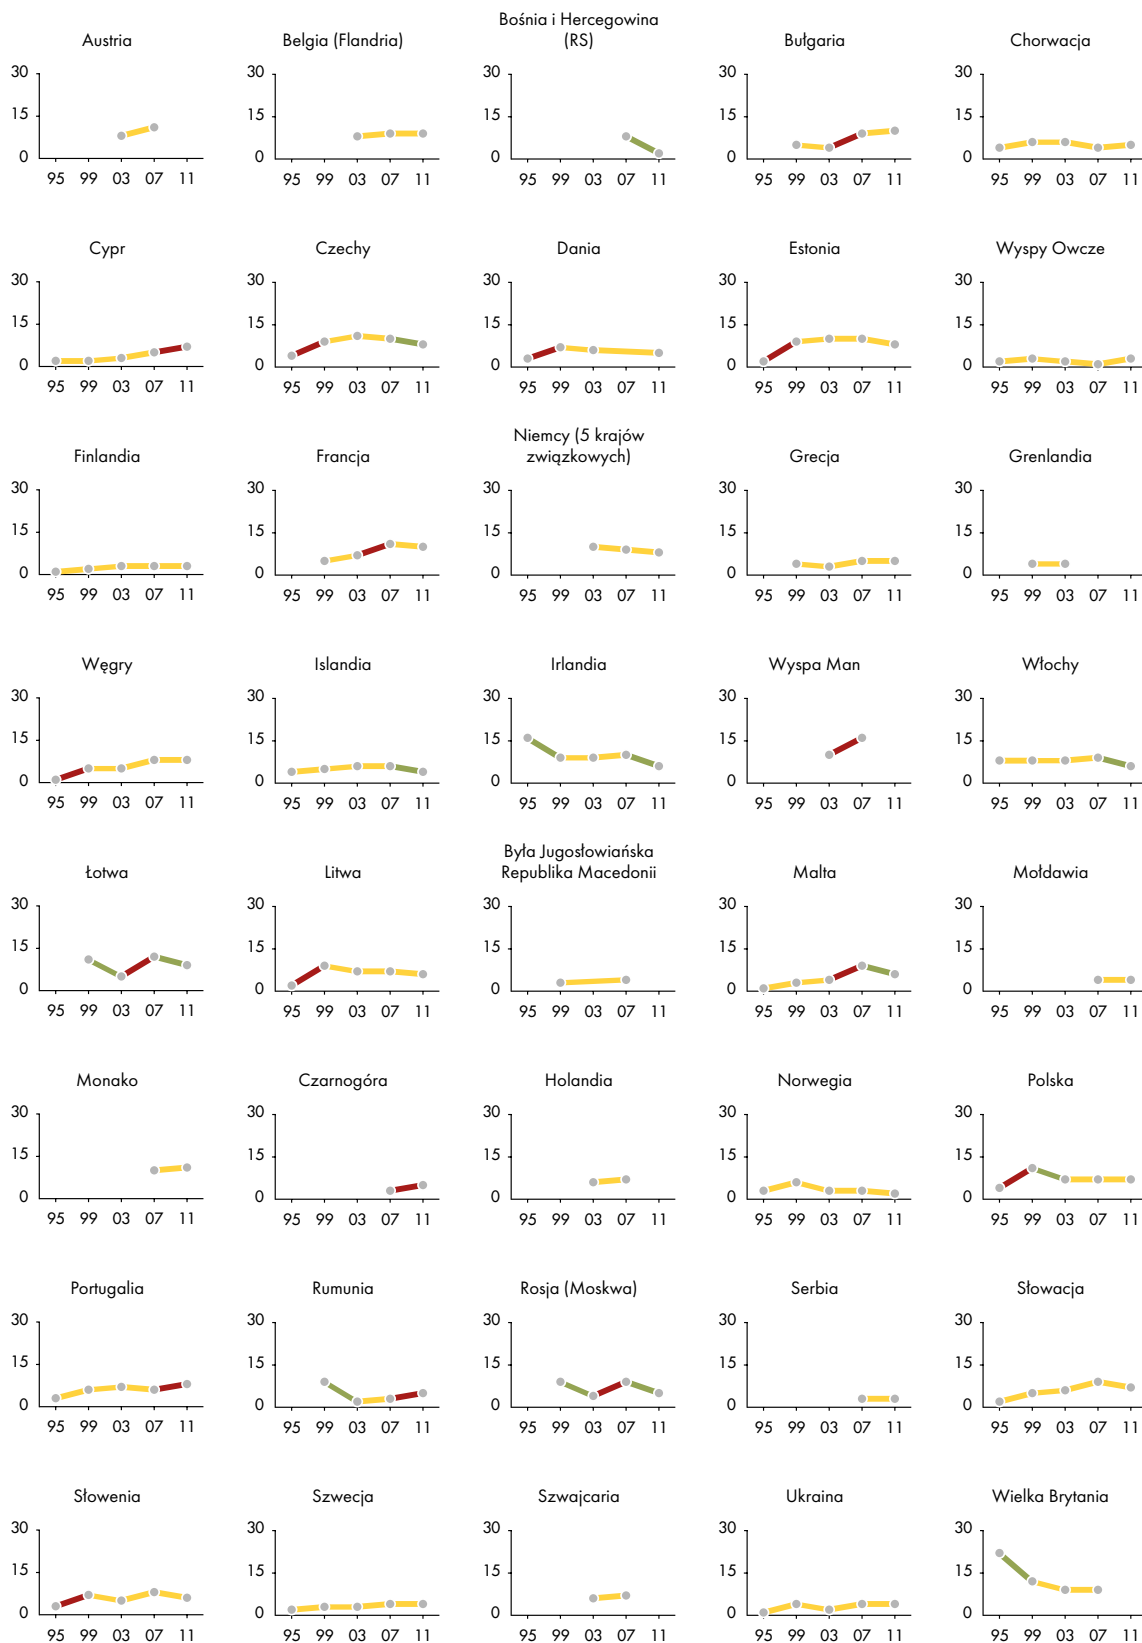 Austria
30
15
0
95 99 03 07 11
Belgia (Flandria)
30
15
0
95 99 03 07 11
Bośnia i Hercegowina
(RS)
30
15
0
95 99 03 07 11
Bułgaria
30
15
0
95 99 03 07 11
Chorwacja
30
15
0
95 99 03 07 11
Cypr
30
15
0
95 99 03 07 11
Czechy
30
15
0
95 99 03 07 11
Dania
30
15
0
95 99 03 07 11
Estonia
30
15
0
95 99 03 07 11
Wyspy Owcze
30
15
0
95 99 03 07 11
Finlandia
30
15
0
95 99 03 07 11
Francja
30
15
0
95 99 03 07 11
Niemcy (5 krajów
związkowych)
30
15
0
95 99 03 07 11
Grecja
30
15
0
95 99 03 07 11
Grenlandia
30
15
0
95 99 03 07 11
Węgry
30
15
0
95 99 03 07 11
Islandia
30
15
0
95 99 03 07 11
Irlandia
30
15
0
95 99 03 07 11
Wyspa Man
30
15
0
95 99 03 07 11
Włochy
30
15
0
95 99 03 07 11
Łotwa
30
15
0
95 99 03 07 11
Litwa
30
15
0
95 99 03 07 11
Była Jugosłowiańska
Republika Macedonii
30
15
0
95 99 03 07 11
Malta
30
15
0
95 99 03 07 11
Mołdawia
30
15
0
95 99 03 07 11
Monako
30
15
0
95 99 03 07 11
Czarnogóra
30
15
0
95 99 03 07 11
Holandia
30
15
0
95 99 03 07 11
Norwegia
30
15
0
95 99 03 07 11
Polska
30
15
0
95 99 03 07 11
Portugalia
30
15
0
95 99 03 07 11
Rumunia
30
15
0
95 99 03 07 11
Rosja (Moskwa)
30
15
0
95 99 03 07 11
Serbia
30
15
0
95 99 03 07 11
Słowacja
30
15
0
95 99 03 07 11
Słowenia
30
15
0
95 99 03 07 11
Szwecja
30
15
0
95 99 03 07 11
Szwajcaria
30
15
0
95 99 03 07 11
Ukraina
30
15
0
95 99 03 07 11
Wielka Brytania
30
15
0
95 99 03 07 11